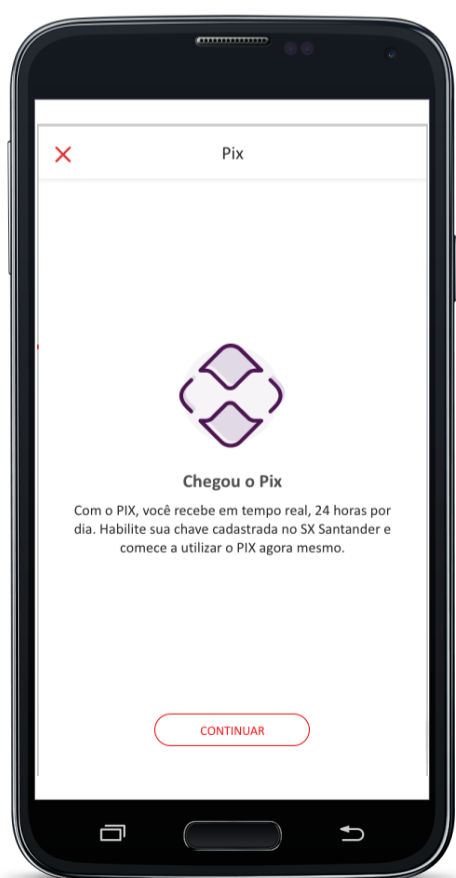 Pix
Chegou o Pix
Com o PIX, você recebe em tempo real, 24 horas por
dia. Habilite sua chave cadastrada no SX Santander e
comece a utilizar o PIX agora mesmo.
CONTINUAR